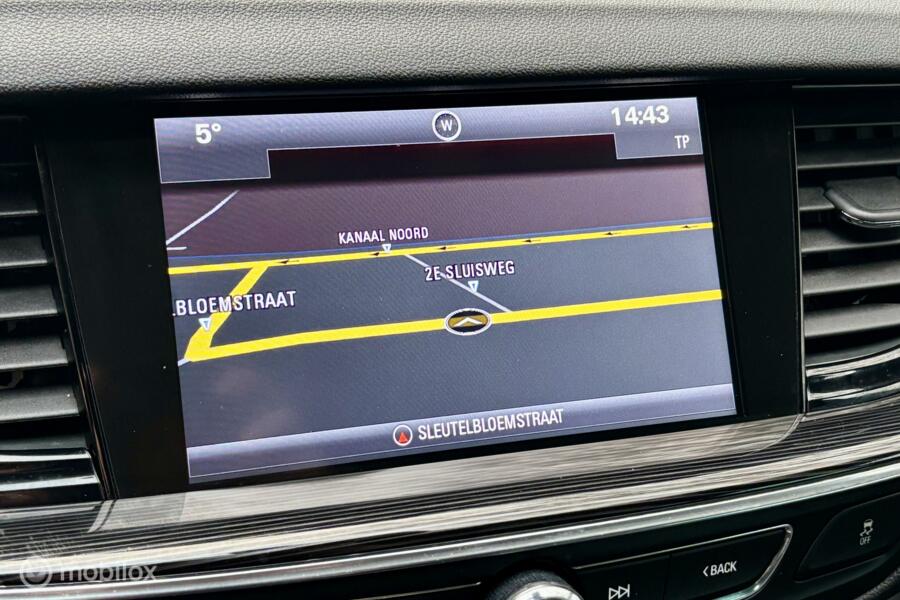 5°
W
14:43
TP
KANAAL NOORD
2E SLUISWEG
LBLOEMSTRAAT
SLEUTELBLOEMSTRAAT
BACK
OFF
mobilox